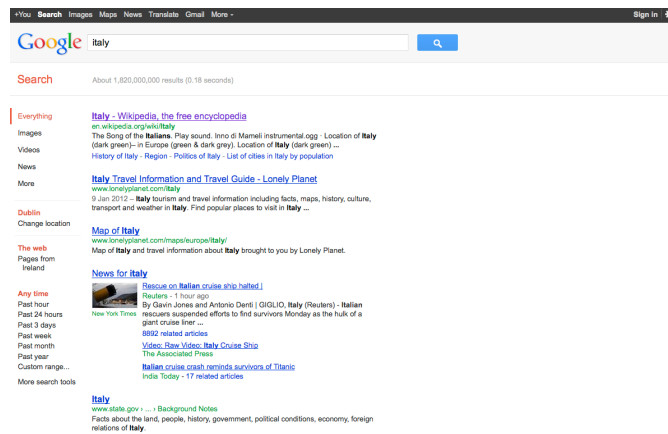 +You Search Images Maps News Translate Gmail More
Sign in
Google
italy
Search
About 1,820,000,000 results (0.18 seconds)
Everything
Images
Videos
News
More
Dublin
Change location
The web
Pages from
Ireland
Any time
Past hour
Past 24 hours
Past 3 days
Past week
Past month
Past year
Custom range...
More search tools
Italy - Wikipedia, the free encyclopedia
en.wikipedia.org/wiki/Italy
The Song of the Italians. Play sound. Inno di Mameli instrumental.ogg · Location of Italy
(dark green)– in Europe (green & dark grey). Location of Italy (dark green) ...
History of Italy - Region - Politics of Italy - List of cities in Italy by population
Italy Travel Information and Travel Guide - Lonely Planet
www.lonelyplanet.com/italy
9 Jan 2012 – Italy tourism and travel information including facts, maps, history, culture,
transport and weather in Italy. Find popular places to visit in Italy ...
Map of Italy
www.lonelyplanet.com/maps/europe/italy/
Map of Italy and travel information about Italy brought to you by Lonely Planet.
News for italy
New York Times
Rescue on Italian cruise ship halted |
Reuters - 1 hour ago
By Gavin Jones and Antonio Denti | GIGLIO, Italy (Reuters) - Italian
rescuers suspended efforts to find survivors Monday as the hulk of a
giant cruise liner ...
8892 related articles
Video: Raw Video: Italy Cruise Ship
The Associated Press
Italian cruise crash reminds survivors of Titanic
India Today - 17 related articles
Italy
www.state.gov › ... › Background Notes
Facts about the land, people, history, government, political conditions, economy, foreign
relations of Italy.